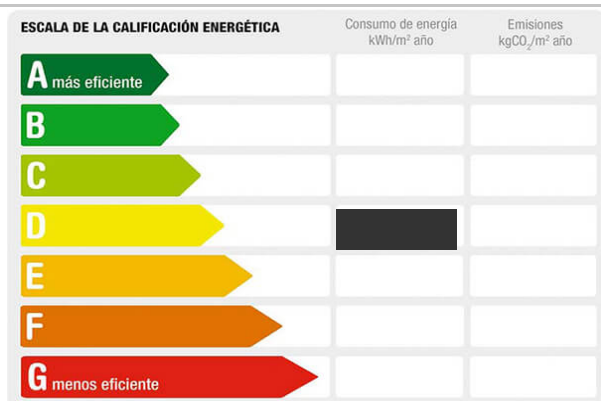 ESCALA DE LA CALIFICACIÓN ENERGÉTICA
Consumo de energía
kWh/m² año
Emisiones
kgCO₂/m² año
A más eficiente
B
C
D
E
F
G menos eficiente